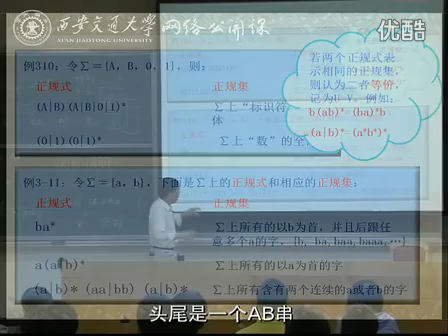 西安交通大学 网络公开课
XI'AN JIAOTONG UNIVERSITY
优酷
例310：令Σ={A, B, 0, 1}，则：
正规式 正规集
(A|B)(A|B|0|1)* Σ上“标识符
体
(0|1)(0|1)* Σ上“数”的全
若两个正规式表
示相同的正规集，
则认为二者等价，
记为U=V。例如：
b(ab)*=(ba)*b
(a|b)*=(a*b*)*
例3-11：令Σ={a, b}，下面是Σ上的正规式和相应的正规集：
正规式 正规集
ba* Σ上所有的以b为首，并且后跟任
意多个a的字，{b, ba, baa, baaa, …}
a(a|b)* Σ上所有的以a为首的字
(a|b)*(aa|bb)(a|b)* Σ上所有含有两个连续的a或者b的字
头尾是一个AB串